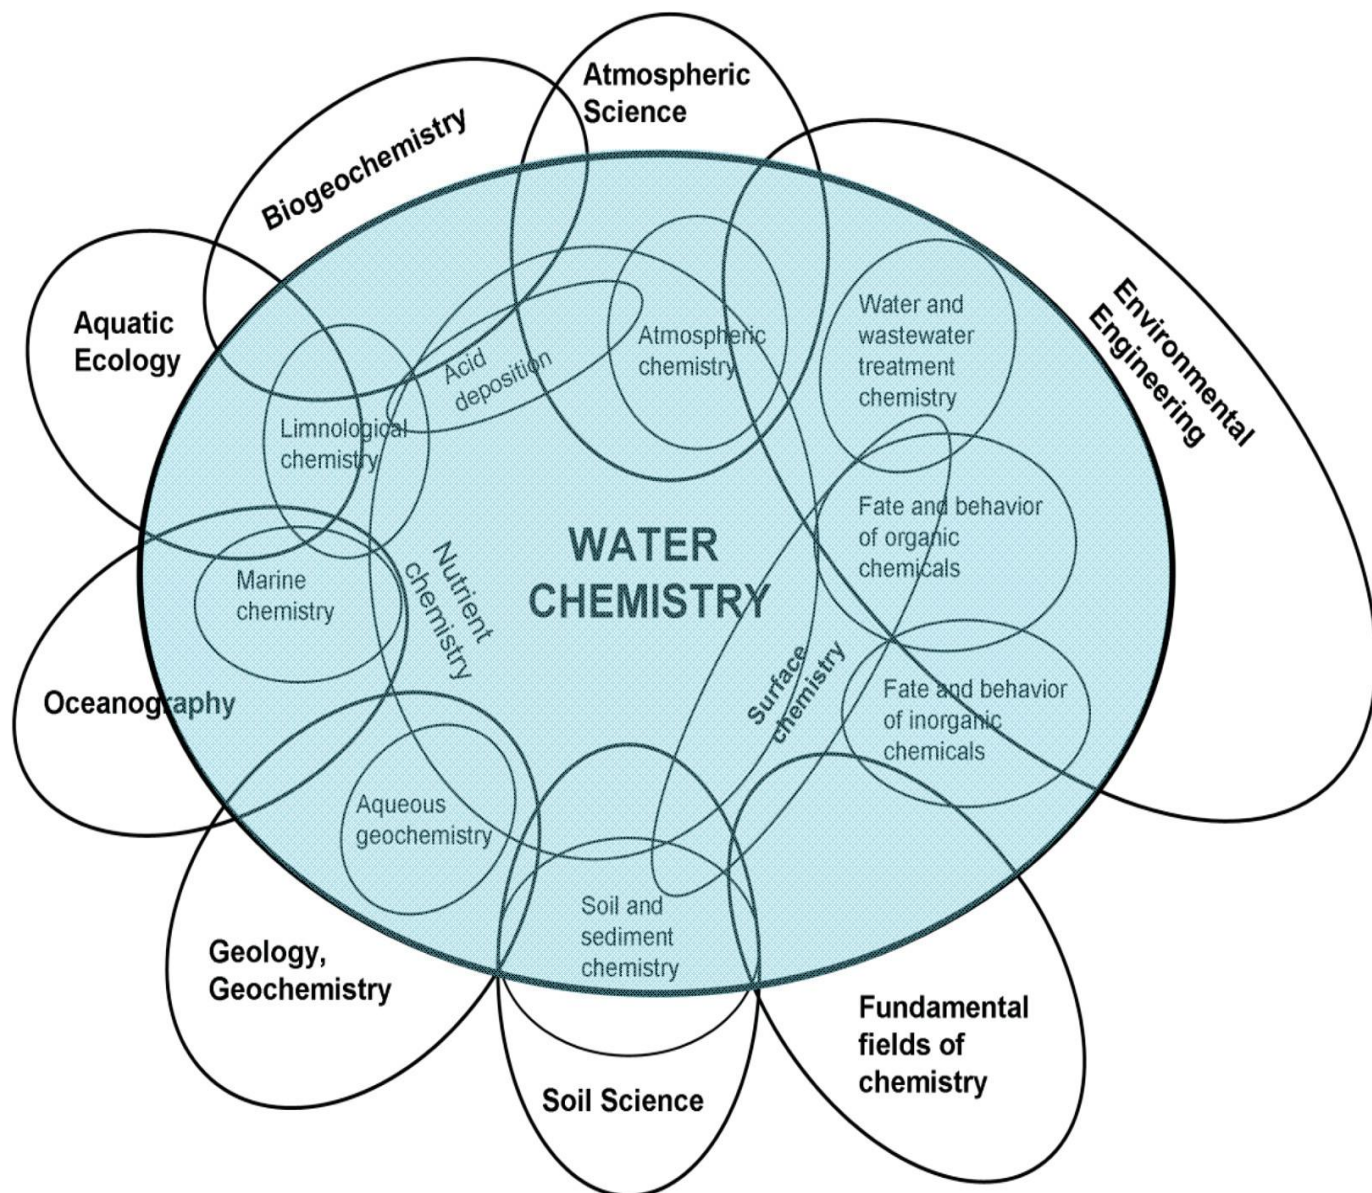 Atmospheric
Science
Biogeochemistry
Aquatic
Ecology
Environmental
Engineering
Water and
wastewater
treatment
chemistry
Atmospheric
chemistry
Acid
deposition
Limnological
chemistry
Fate and behavior
of organic
chemicals
WATER
CHEMISTRY
Marine
chemistry
Nutrient
chemistry
Surface
chemistry
Fate and behavior
of inorganic
chemicals
Oceanography
Aqueous
geochemistry
Soil and
sediment
chemistry
Geology,
Geochemistry
Fundamental
fields of
chemistry
Soil Science